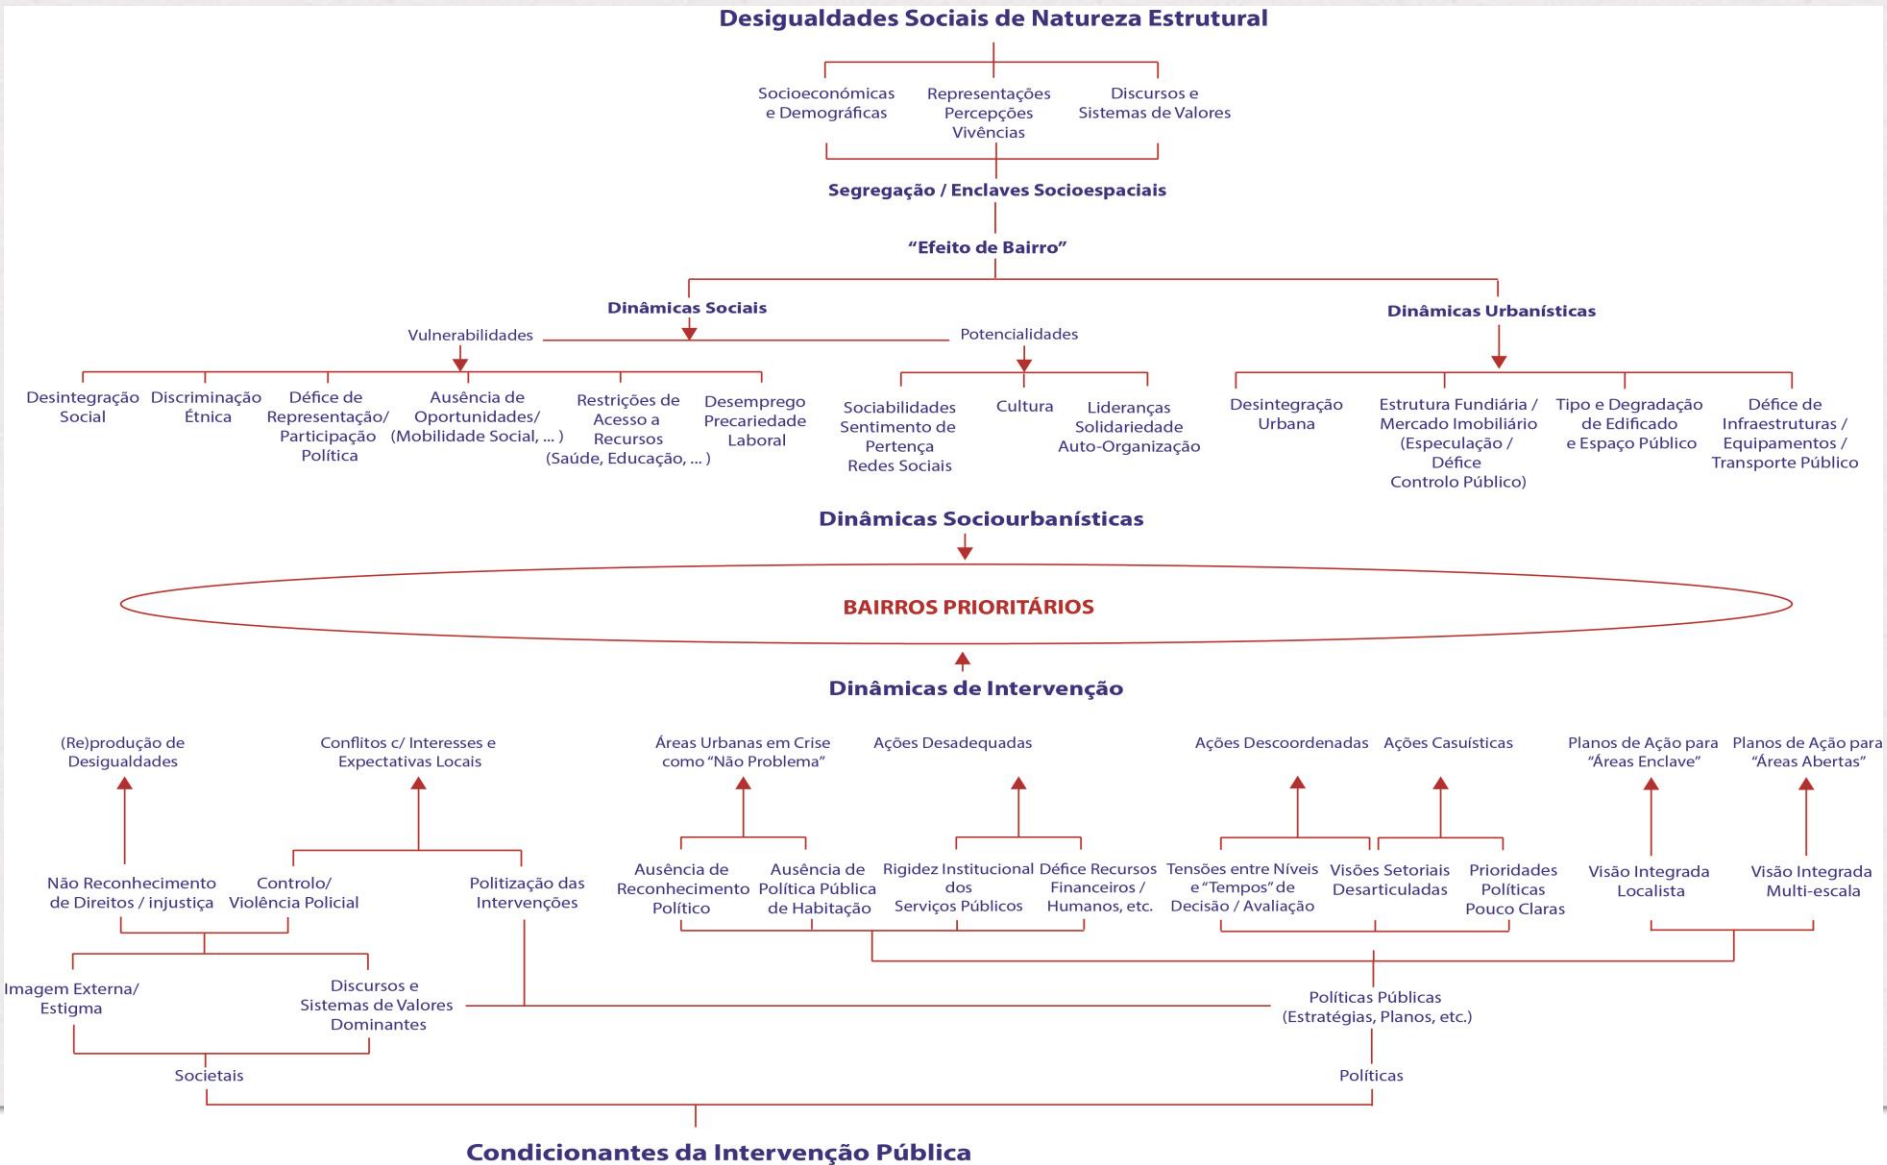 Desigualdades Sociais de Natureza Estrutural
Socioeconómicas
e Demográficas
Representações
Percepções
Vivências
Discursos e
Sistemas de Valores
Segregação / Enclaves Socioespaciais
“Efeito de Bairro”
Dinâmicas Sociais
Dinâmicas Urbanísticas
Vulnerabilidades
Potencialidades
Desintegração
Social
Discriminação
Étnica
Défice de
Representação/
Participação
Política
Ausência de
Oportunidades/
(Mobilidade Social, ... )
Restrições de
Acesso a
Recursos
(Saúde, Educação, ... )
Desemprego
Precariedade
Laboral
Sociabilidades
Sentimento de
Pertença
Redes Sociais
Cultura
Lideranças
Solidariedade
Auto-Organização
Desintegração
Urbana
Estrutura Fundiária /
Mercado Imobiliário
(Especulação /
Défice
Controlo Público)
Tipo e Degradação
de Edificado
e Espaço Público
Défice de
Infraestruturas /
Equipamentos /
Transporte Público
Dinâmicas Sociourbanísticas
BAIRROS PRIORITÁRIOS
Dinâmicas de Intervenção
(Re)produção de
Desigualdades
Conflitos c/ Interesses e
Expectativas Locais
Áreas Urbanas em Crise
como “Não Problema”
Ações Desadequadas
Ações Descoordenadas
Ações Casuísticas
Planos de Ação para
“Áreas Enclave”
Planos de Ação para
“Áreas Abertas”
Não Reconhecimento
de Direitos / injustiça
Controlo/
Violência Policial
Politização das
Intervenções
Ausência de
Reconhecimento
Político
Ausência de
Política Pública
de Habitação
Rigidez Institucional
dos
Serviços Públicos
Défice Recursos
Financeiros /
Humanos, etc.
Tensões entre Níveis
e “Tempos” de
Decisão / Avaliação
Visões Setoriais
Desarticuladas
Prioridades
Políticas
Pouco Claras
Visão Integrada
Localista
Visão Integrada
Multi-escala
Imagem Externa/
Estigma
Discursos e
Sistemas de Valores
Dominantes
Políticas Públicas
(Estratégias, Planos, etc.)
Societais
Políticas
Condicionantes da Intervenção Pública